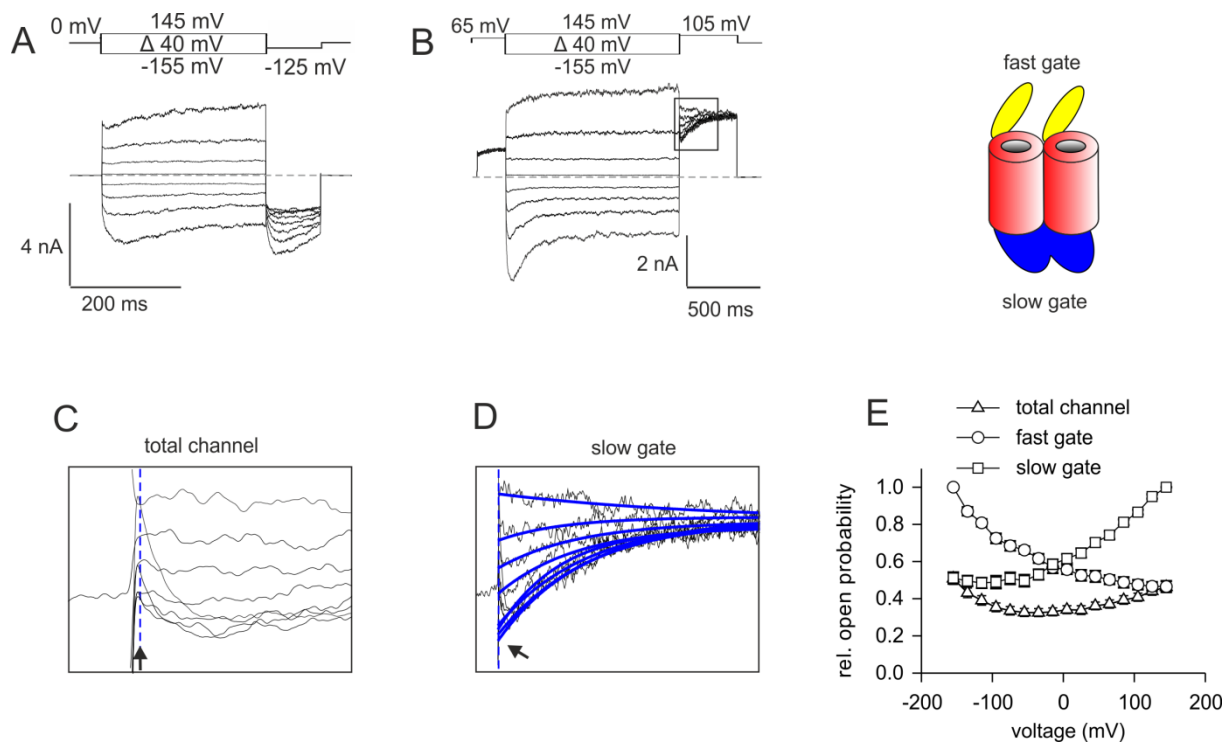 A
0 mV
145 mV
Δ 40 mV
-155 mV
-125 mV
4 nA
200 ms
B
65 mV
145 mV
105 mV
Δ 40 mV
-155 mV
2 nA
500 ms
fast gate
slow gate
C
total channel
D
slow gate
E
total channel
fast gate
slow gate
rel. open probability
1.0
0.8
0.6
0.4
0.2
0.0
-200
-100
0
100
200
voltage (mV)